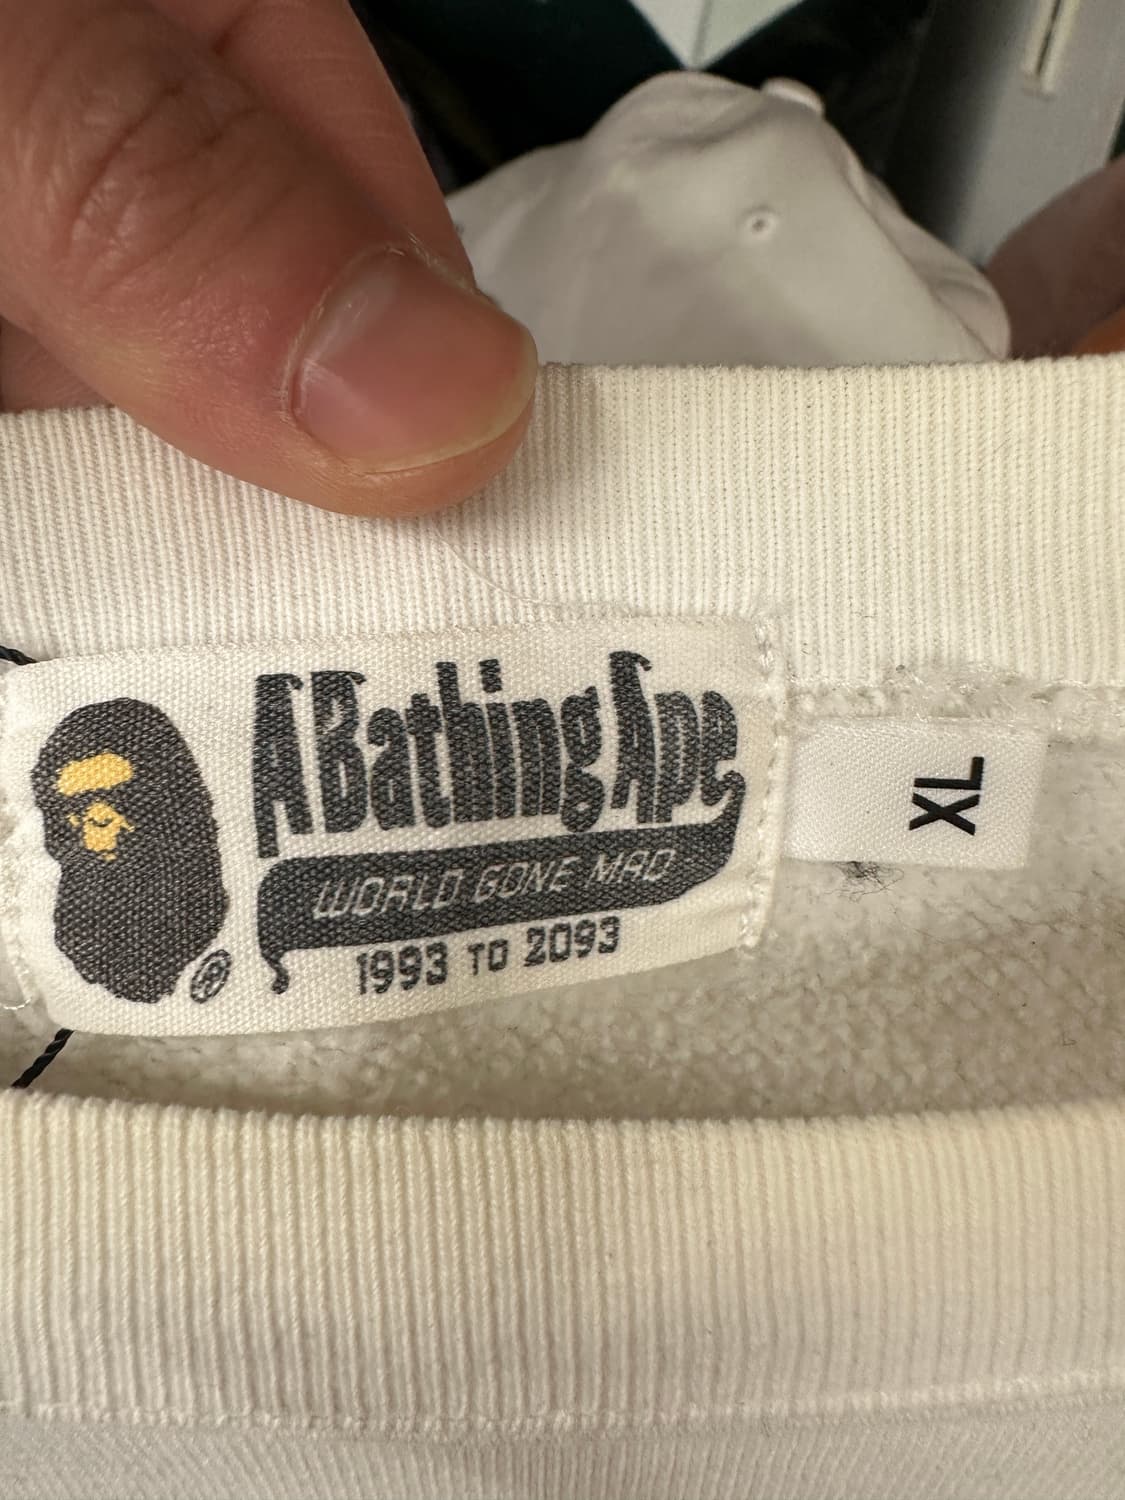 A Bathing Ape
WORLD GONE MAD
1993 TO 2093
®
XL